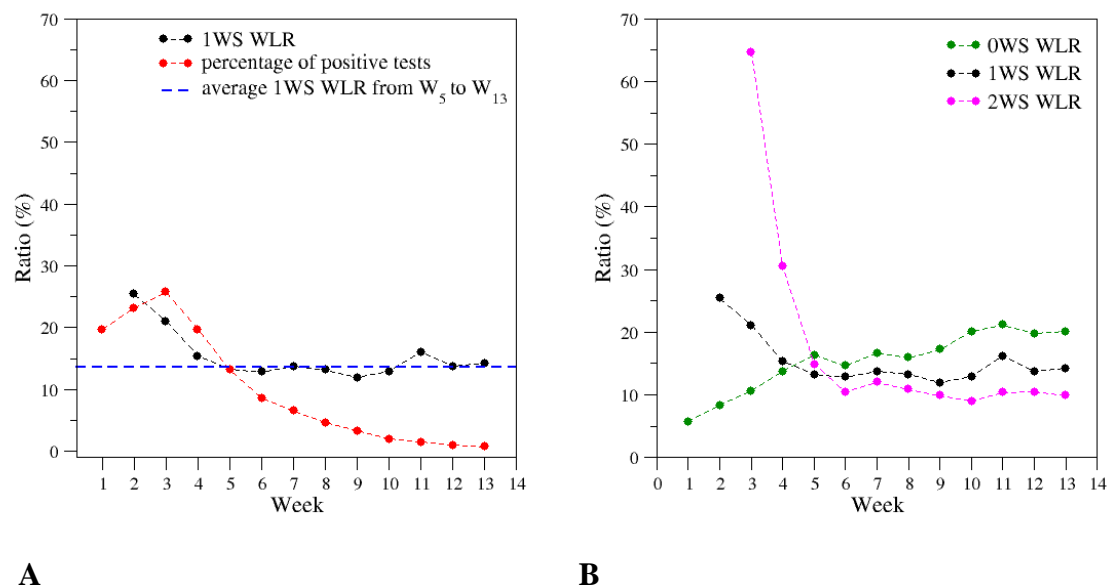 70
60
50
40
30
20
10
0
Ratio (%)
1WS WLR
percentage of positive tests
average 1WS WLR from W5 to W13
1 2 3 4 5 6 7 8 9 10 11 12 13 14
Week
A
70
60
50
40
30
20
10
0
Ratio (%)
0WS WLR
1WS WLR
2WS WLR
0 1 2 3 4 5 6 7 8 9 10 11 12 13 14
Week
B